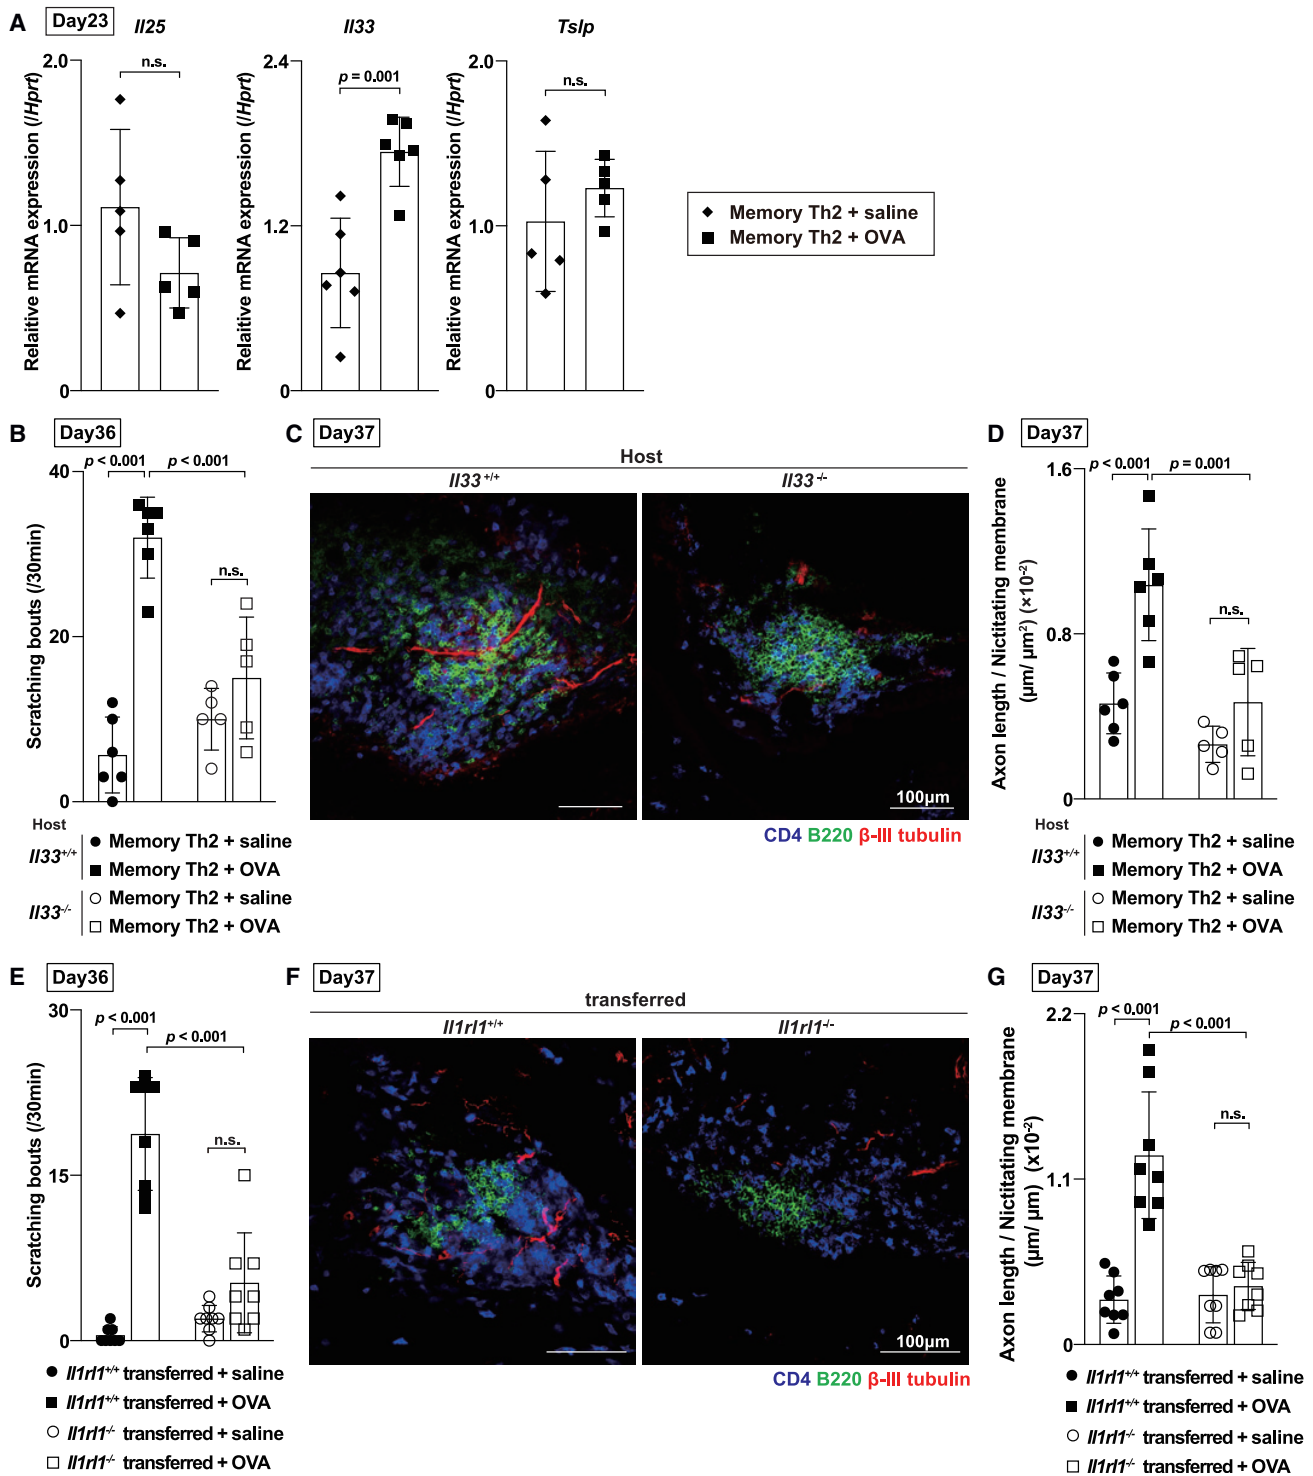 A Day23
Il25
Il33
Tslp
Relaitive mRNA expression (/Hprt)
2.0
1.0
0
n.s.
Relaitive mRNA expression (/Hprt)
2.4
1.2
0
p = 0.001
Relaitive mRNA expression (/Hprt)
2.0
1.0
0
n.s.
Memory Th2 + saline
Memory Th2 + OVA
B Day36
p < 0.001
p < 0.001
n.s.
Scratching bouts (/30min)
40
20
0
Host
Il33+/+
Memory Th2 + saline
Memory Th2 + OVA
Il33-/-
Memory Th2 + saline
Memory Th2 + OVA
C Day37
Host
Il33+/+
Il33-/-
100μm
CD4 B220 β-III tubulin
D Day37
p < 0.001
p = 0.001
n.s.
Axon length / Nictitating membrane
(μm/ μm²) (×10⁻²)
1.6
0.8
0
Host
Il33+/+
Memory Th2 + saline
Memory Th2 + OVA
Il33-/-
Memory Th2 + saline
Memory Th2 + OVA
E Day36
p < 0.001
p < 0.001
n.s.
Scratching bouts (/30min)
30
15
0
Il1rl1+/+ transferred + saline
Il1rl1+/+ transferred + OVA
Il1rl1-/- transferred + saline
Il1rl1-/- transferred + OVA
F Day37
transferred
Il1rl1+/+
Il1rl1-/-
100μm
CD4 B220 β-III tubulin
G Day37
p < 0.001
p < 0.001
n.s.
Axon length / Nictitating membrane
(μm/ μm) (x10⁻²)
2.2
1.1
0
Il1rl1+/+ transferred + saline
Il1rl1+/+ transferred + OVA
Il1rl1-/- transferred + saline
Il1rl1-/- transferred + OVA